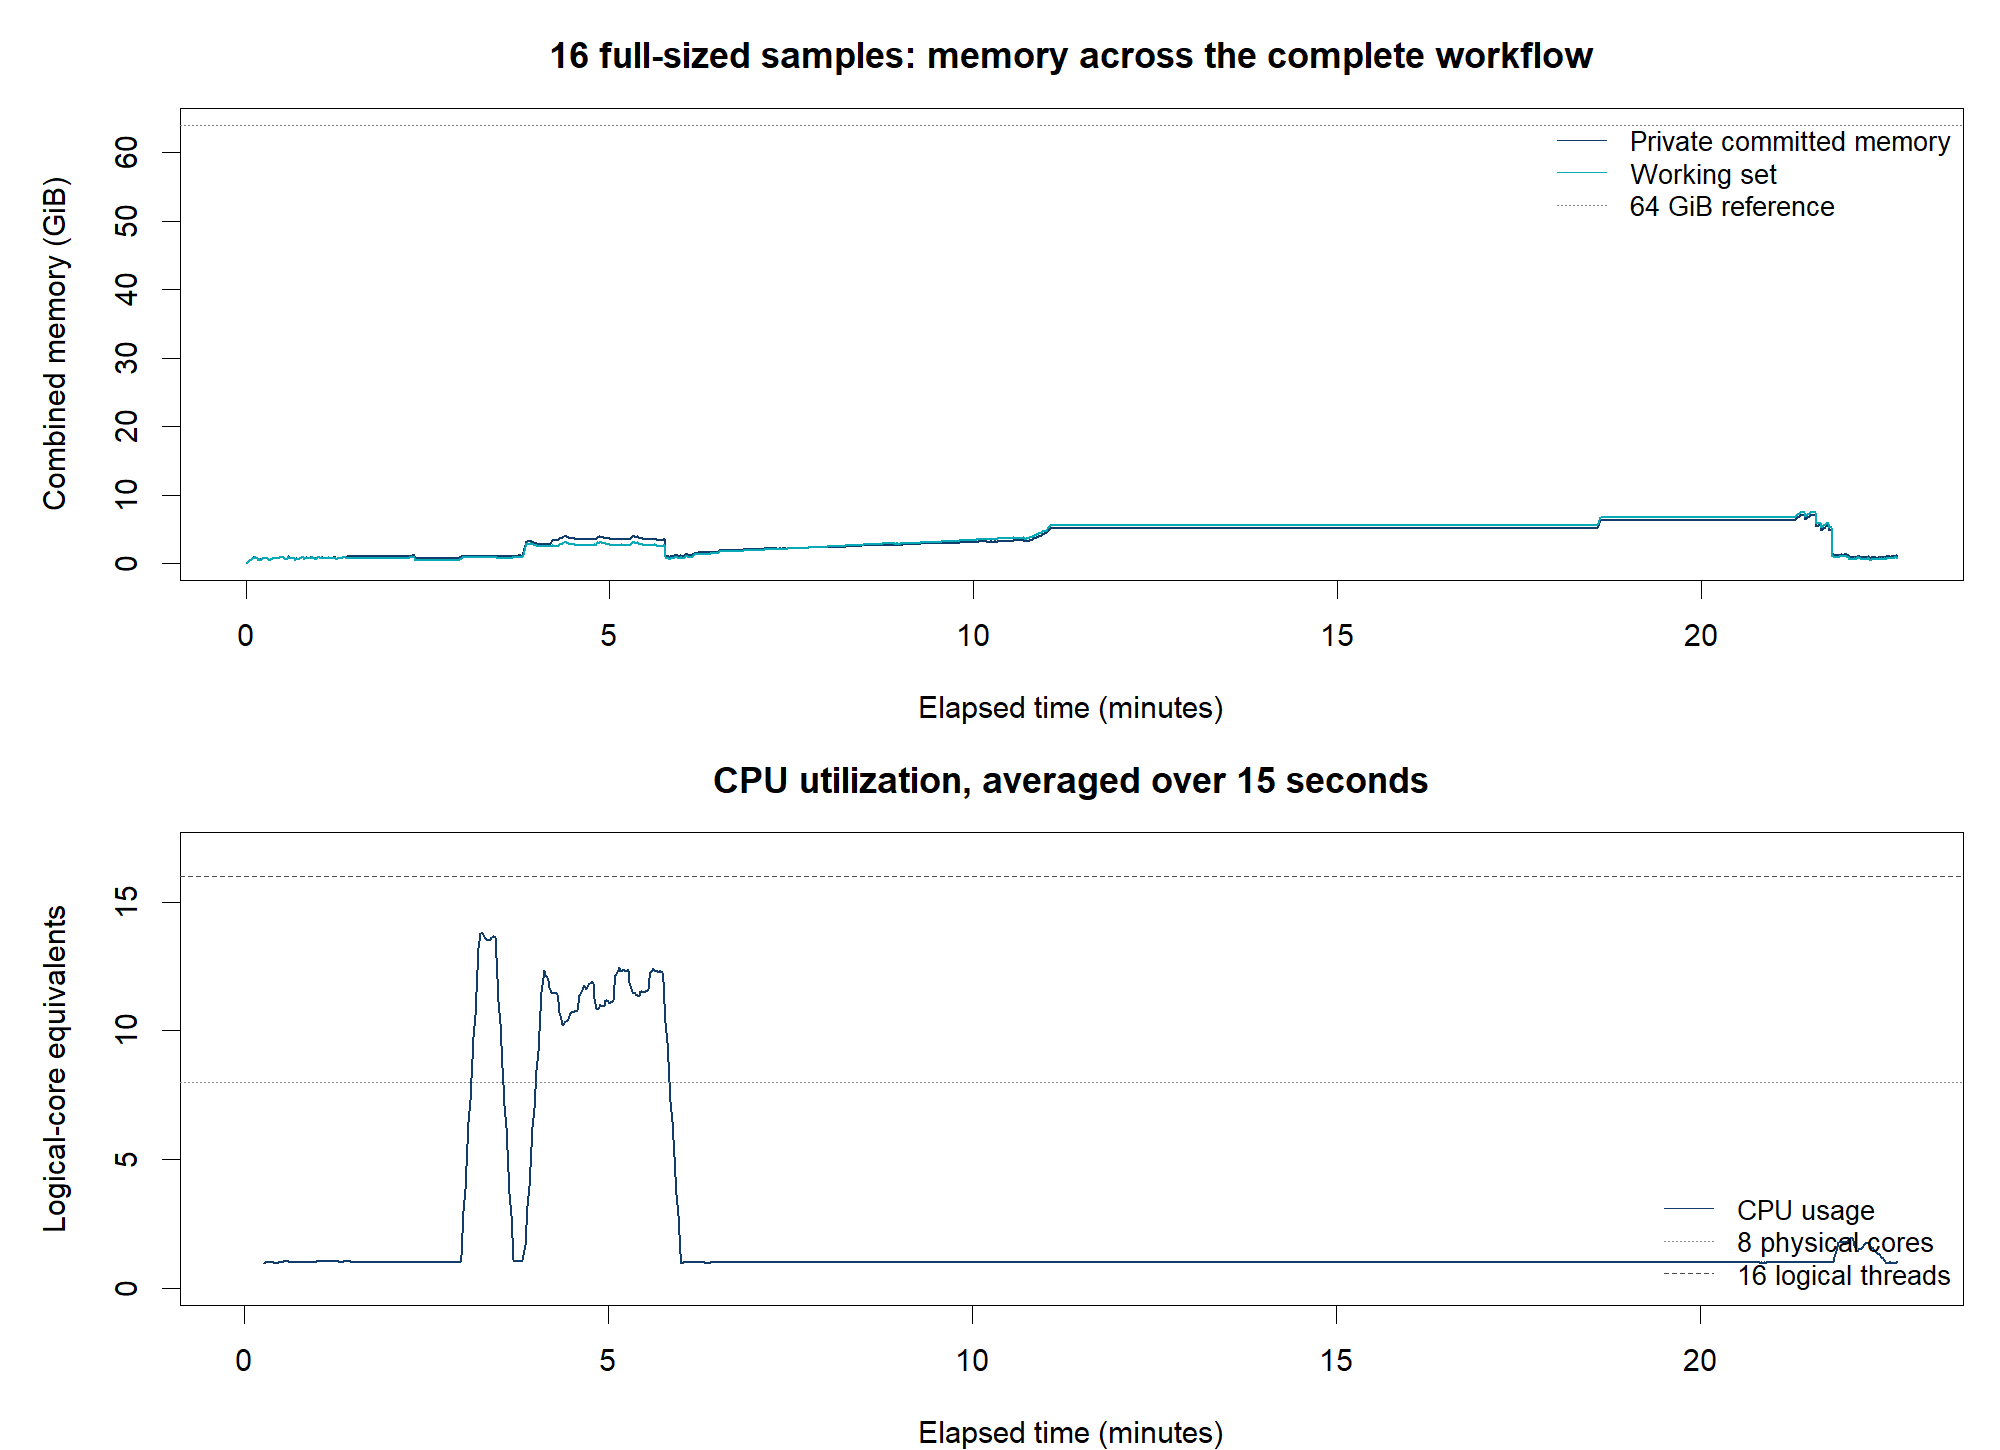 16 full-sized samples: memory across the complete workflow
Combined memory (GiB)
60
50
40
30
20
10
0
Private committed memory
Working set
64 GiB reference
0 5 10 15 20
Elapsed time (minutes)
CPU utilization, averaged over 15 seconds
Logical-core equivalents
15
10
5
0
CPU usage
8 physical cores
16 logical threads
0 5 10 15 20
Elapsed time (minutes)